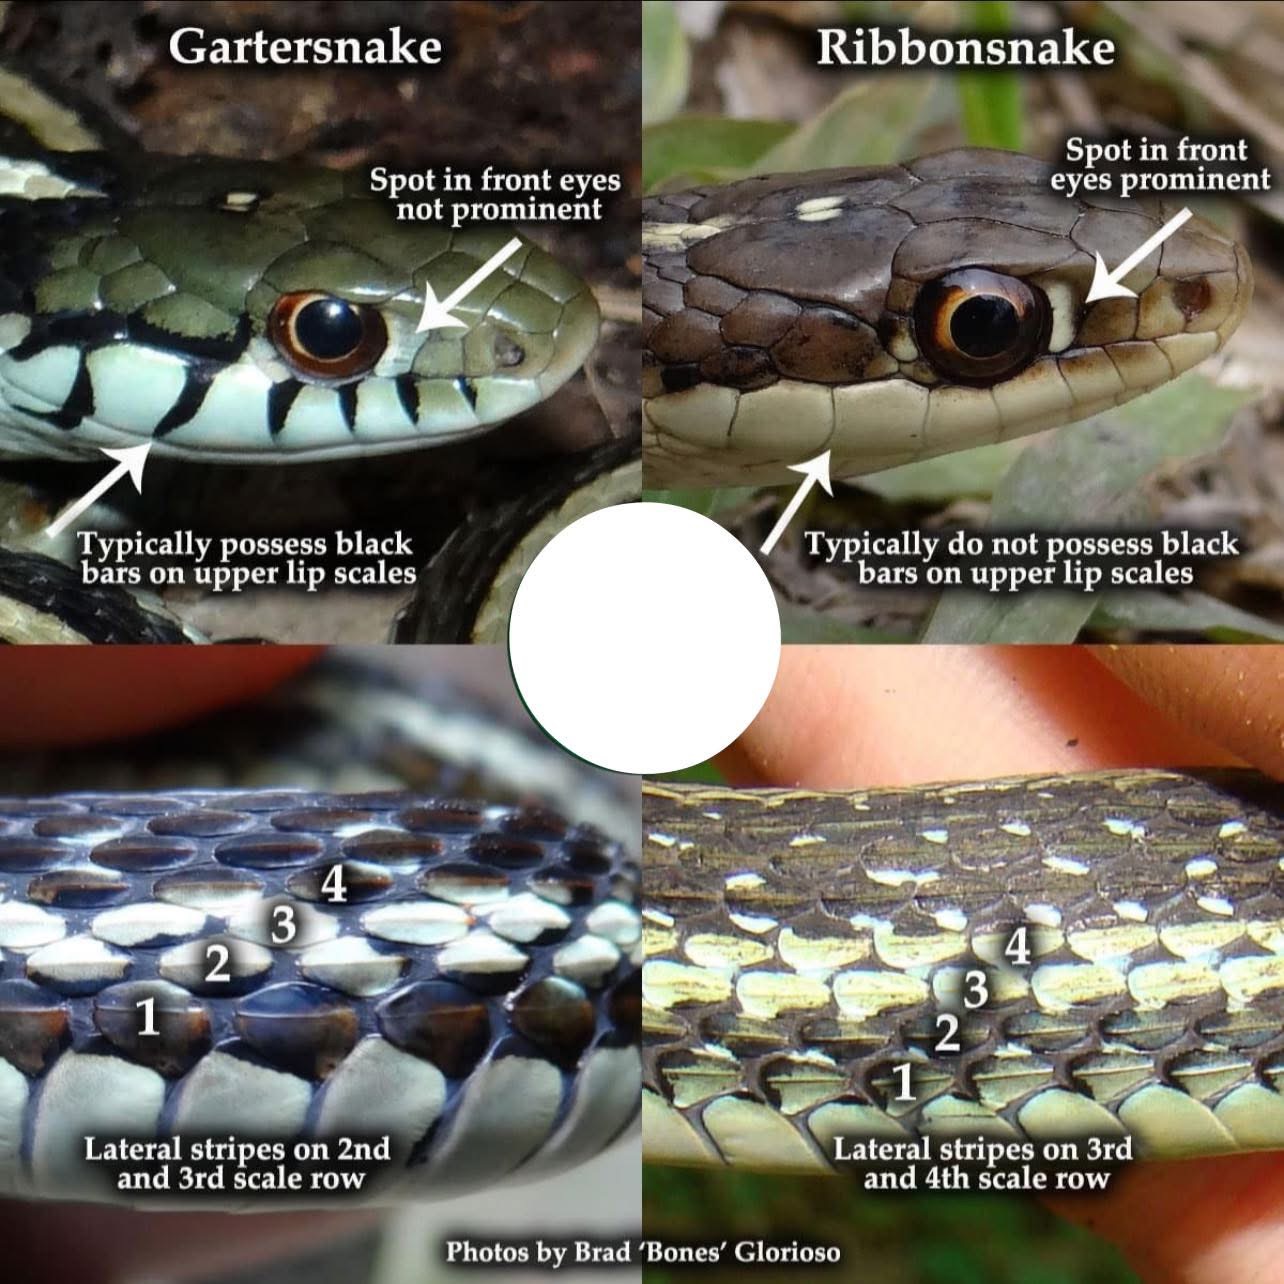 Gartersnake
Ribbonsnake
Spot in front eyes
not prominent
Spot in front
eyes prominent
Typically possess black
bars on upper lip scales
Typically do not possess black
bars on upper lip scales
4
3
2
1
4
3
2
1
Lateral stripes on 2nd
and 3rd scale row
Lateral stripes on 3rd
and 4th scale row
Photos by Brad ‘Bones’ Glorioso